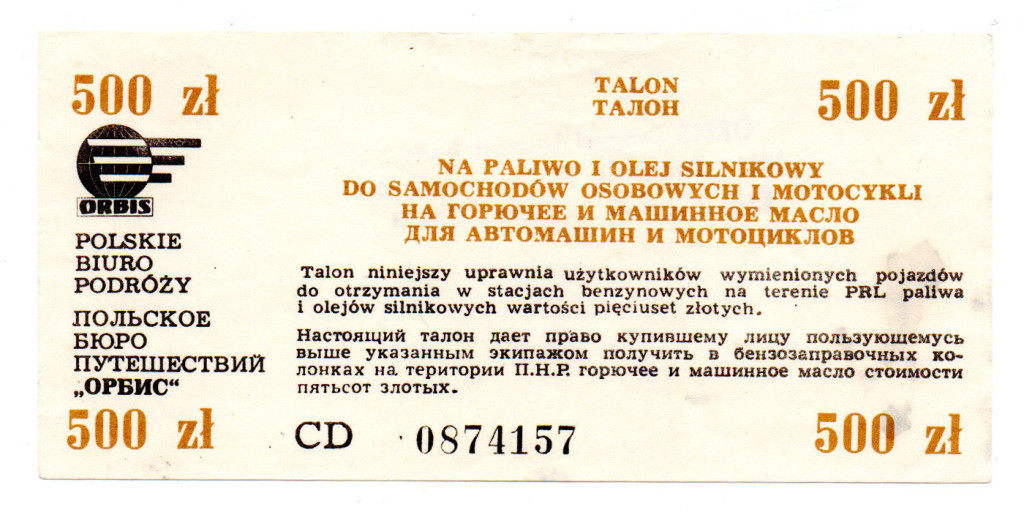 500 zł
TALON
ТАЛОН
500 zł
ORBIS
POLSKIE
BIURO
PODRÓŻY
ПОЛЬСКОЕ
БЮРО
ПУТЕШЕСТВИЙ
„ОРБИС“
NA PALIWO I OLEJ SILNIKOWY
DO SAMOCHODÓW OSOBOWYCH I MOTOCYKLI
НА ГОРЮЧЕЕ И МАШИННОЕ МАСЛО
ДЛЯ АВТОМАШИН И МОТОЦИКЛОВ
Talon niniejszy uprawnia użytkowników wymienionych pojazdów
do otrzymania w stacjach benzynowych na terenie PRL paliwa
i olejów silnikowych wartości pięciuset złotych.
Настоящий талон дает право купившему лицу пользующемусь
выше указанным экипажом получить в бензозаправочных ко-
лонках на територии П.Н.Р. горючее и машинное масло стоимости
пятьсот злотых.
500 zł
CD 0874157
500 zł